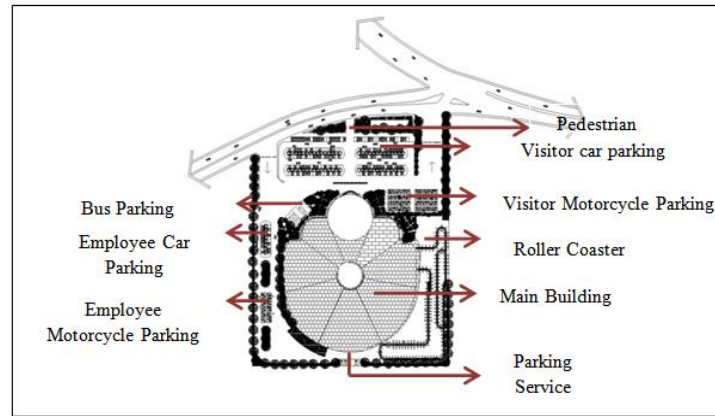 Pedestrian
Visitor car parking
Bus Parking
Visitor Motorcycle Parking
Employee Car
Parking
Roller Coaster
Employee
Motorcycle Parking
Main Building
Parking
Service